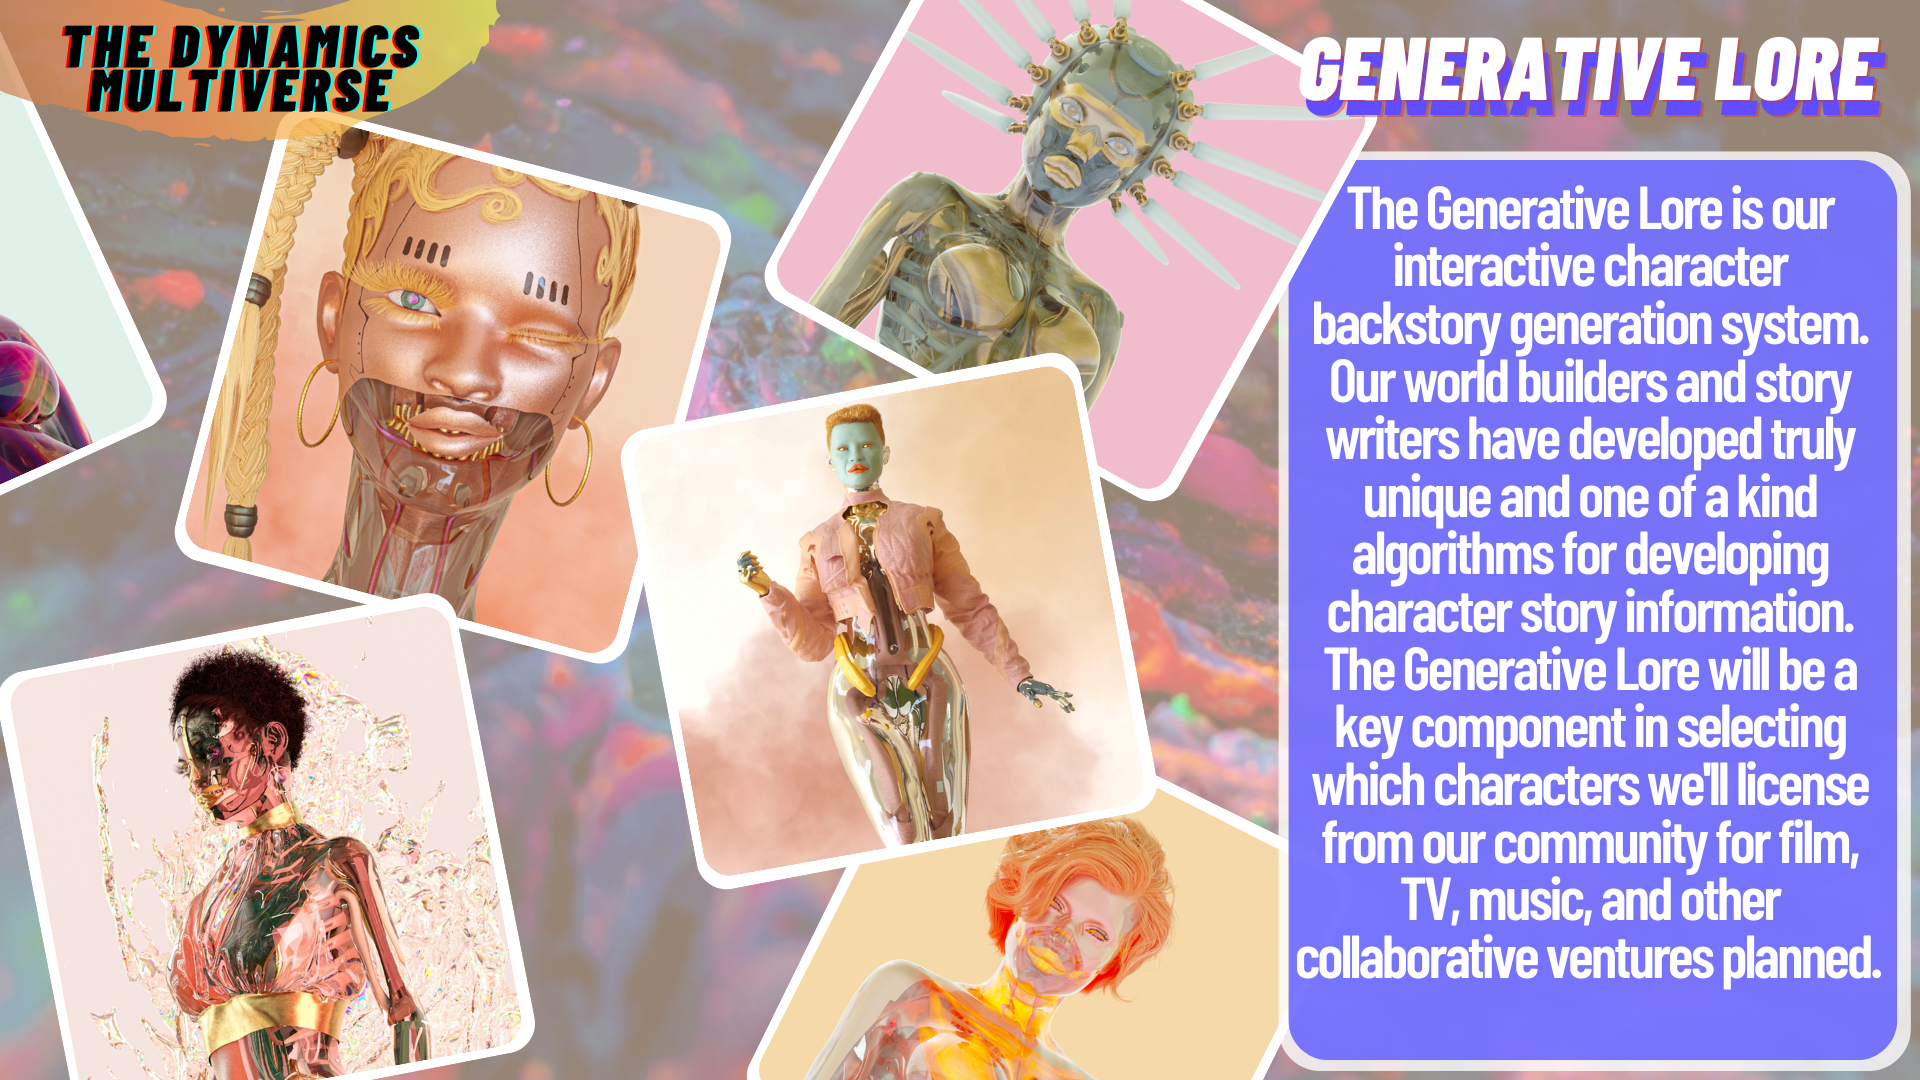 THE DYNAMICS
MULTIVERSE
GENERATIVE LORE
The Generative Lore is our
interactive character
backstory generation system.
Our world builders and story
writers have developed truly
unique and one of a kind
algorithms for developing
character story information.
The Generative Lore will be a
key component in selecting
which characters we'll license
from our community for film,
TV, music, and other
collaborative ventures planned.